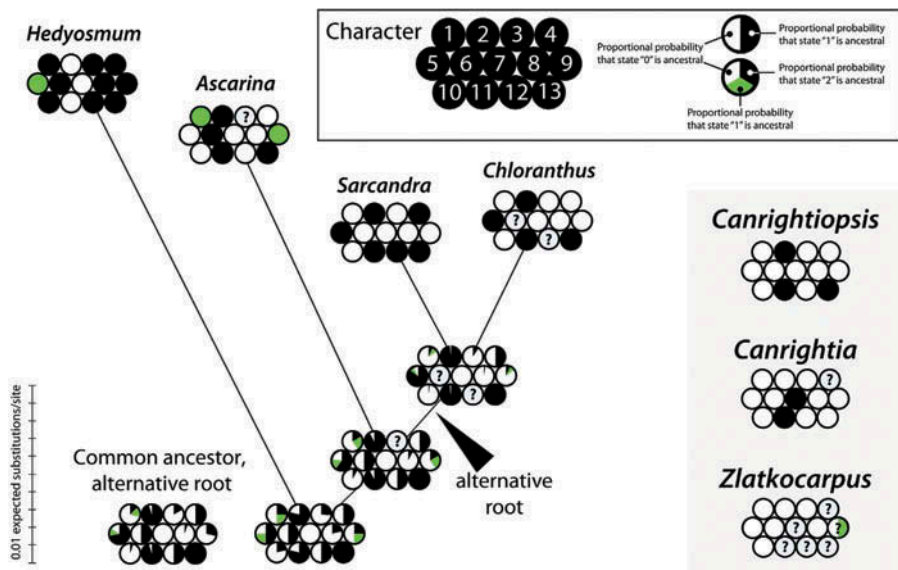 Hedyosmum
Ascarina
?
Sarcandra
Chloranthus
?
?
Character
1 2 3 4
5 6 7 8 9
10 11 12 13
Proportional probability
that state "0" is ancestral
Proportional probability
that state "1" is ancestral
Proportional probability
that state "2" is ancestral
Proportional probability
that state "1" is ancestral
Canrightiopsis
Canrightia
?
Zlatkocarpus
?
? ?
? ? ?
? ?
?
alternative
root
Common ancestor,
alternative root
0.01 expected substitutions/site